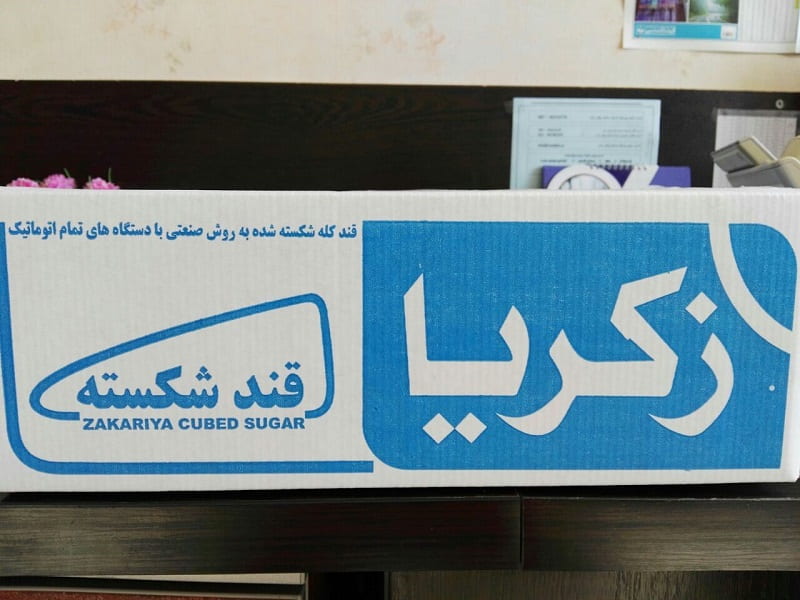 قند کله شکسته شده به روش صنعتی با دستگاه های تمام اتوماتیک
زکریا
قند شکسته
ZAKARIYA CUBED SUGAR